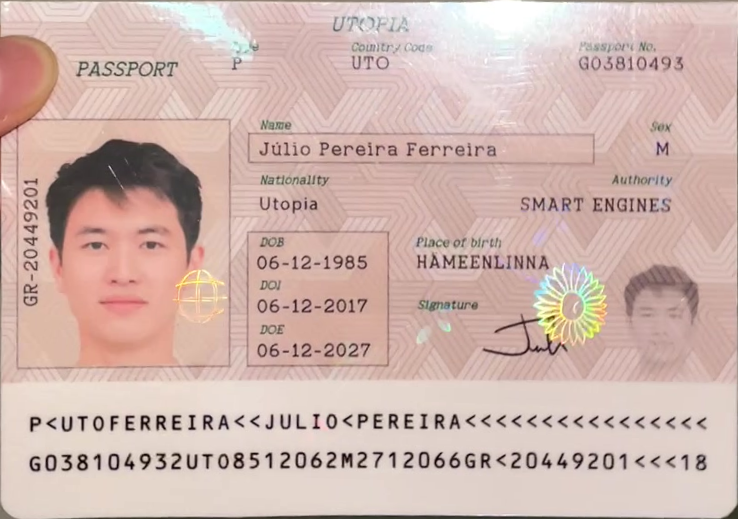 UTOPIA
PASSPORT
Type
P
Country Code
UTO
Passport No.
G03810493
Name
Júlio Pereira Ferreira
Sex
M
Nationality
Utopia
Authority
SMART ENGINES
GR-20449201
DOB
06-12-1985
DOI
06-12-2017
DOE
06-12-2027
Place of birth
HÄMEENLINNA
Signature
P<UTOFERREIRA<<JULIO<PEREIRA<<<<<<<<<<<<<<<<
G038104932UTO8512062M2712066GR<20449201<<<18